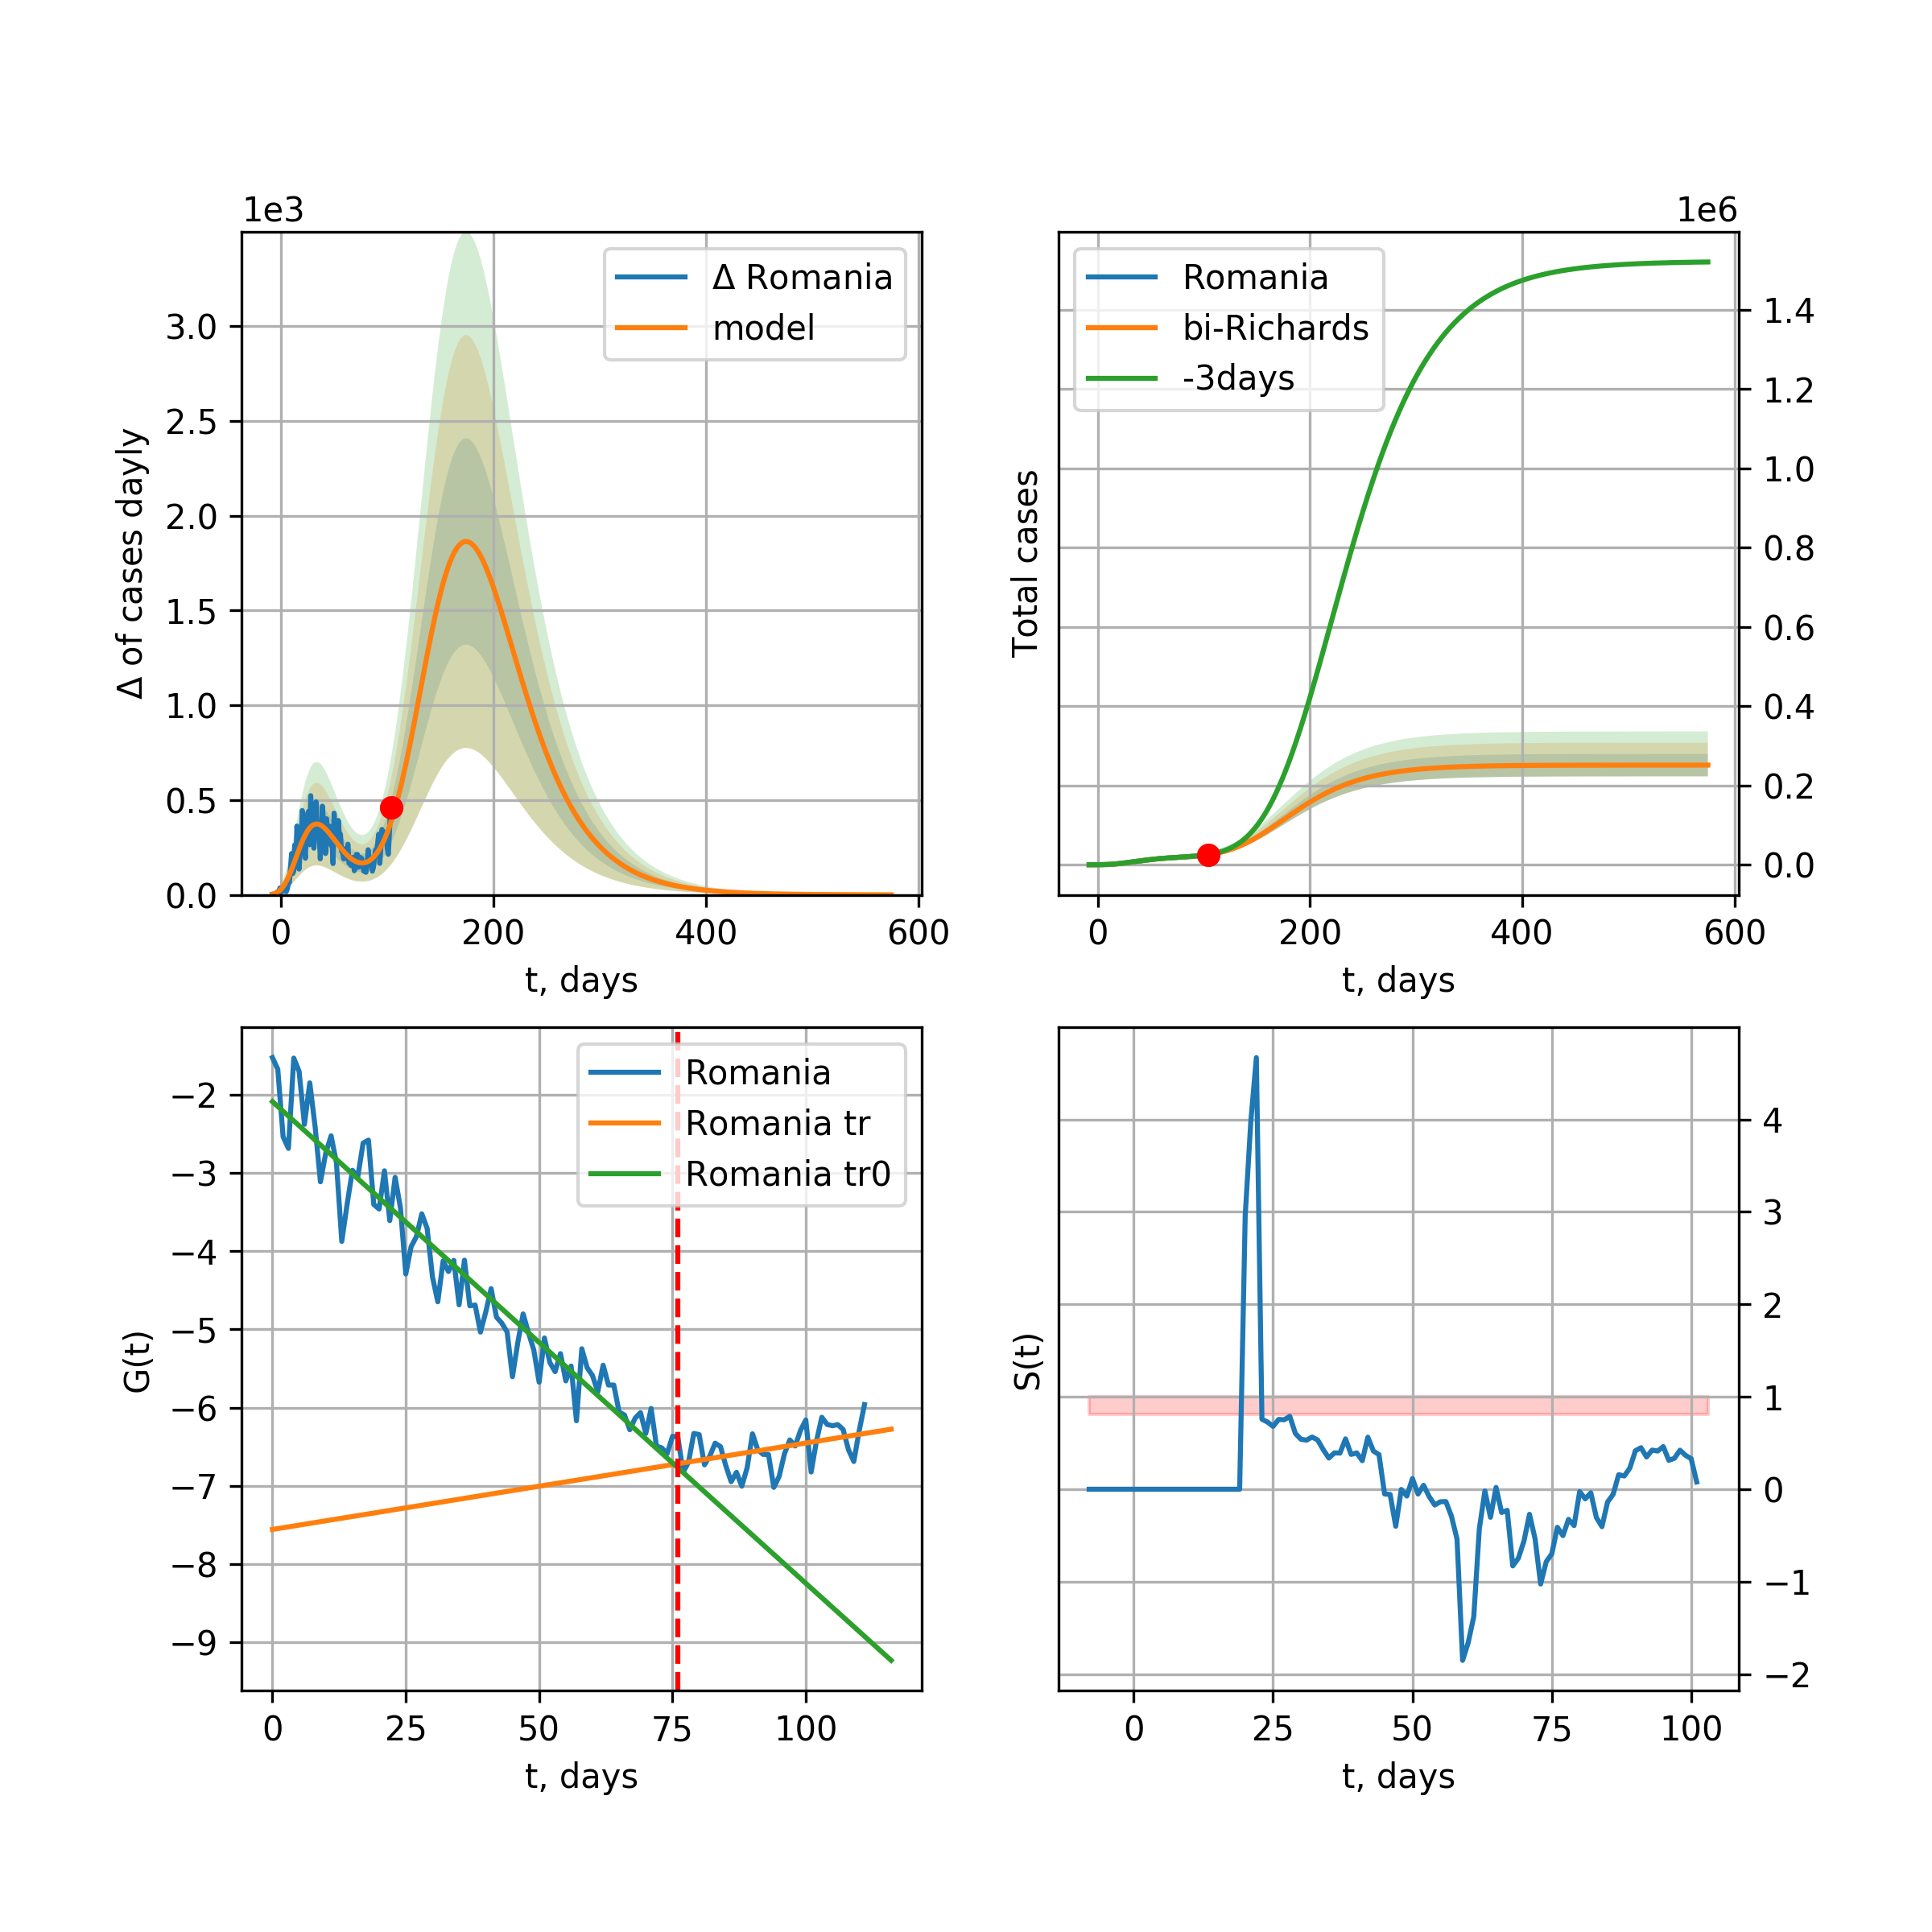 1e3
Δ Romania
model
3.0
2.5
2.0
1.5
1.0
0.5
0.0
Δ of cases dayly
0 200 400 600
t, days
1e6
Romania
bi-Richards
-3days
1.4
1.2
1.0
0.8
0.6
0.4
0.2
0.0
Total cases
0 200 400 600
t, days
Romania
Romania tr
Romania tr0
−2
−3
−4
−5
−6
−7
−8
−9
G(t)
0 25 50 75 100
t, days
4
3
2
1
0
−1
−2
S(t)
0 25 50 75 100
t, days